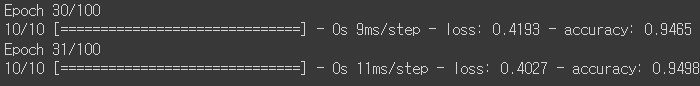 Epoch 30/100
10/10 [==============================] - 0s 9ms/step - loss: 0.4193 - accuracy: 0.9465
Epoch 31/100
10/10 [==============================] - 0s 11ms/step - loss: 0.4027 - accuracy: 0.9498